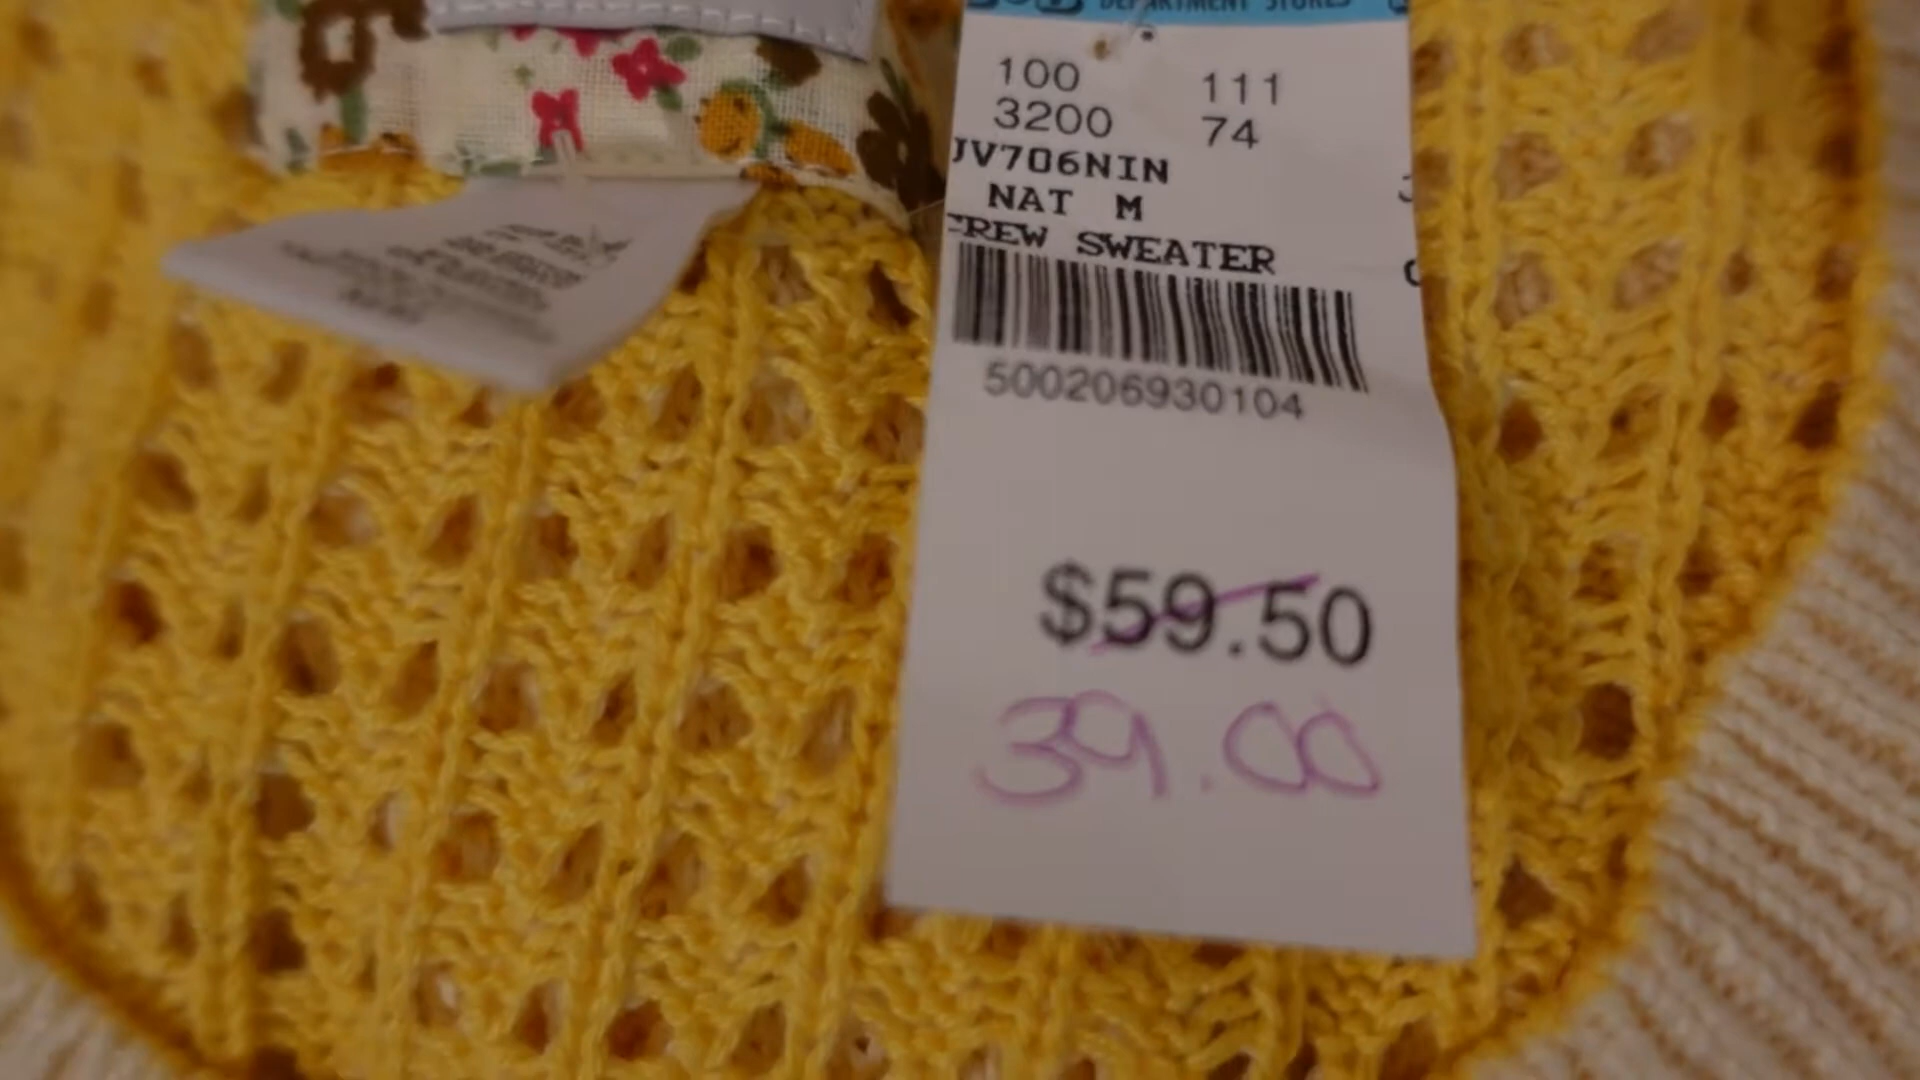 DEPARTMENT STORES
100 111
3200 74
JV706NIN
NAT M
CREW SWEATER
500206930104
$59.50
39.00